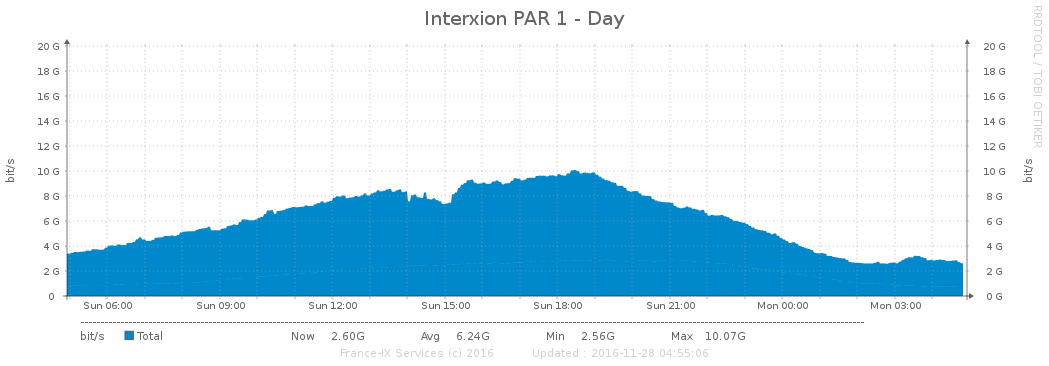 Interxion PAR 1 - Day
RRDTOOL / TOBI OETIKER
bit/s
bit/s
20 G 20 G
18 G 18 G
16 G 16 G
14 G 14 G
12 G 12 G
10 G 10 G
8 G 8 G
6 G 6 G
4 G 4 G
2 G 2 G
0 0 G
Sun 06:00 Sun 09:00 Sun 12:00 Sun 15:00 Sun 18:00 Sun 21:00 Mon 00:00 Mon 03:00
bit/s Total Now 2.60G Avg 6.24G Min 2.56G Max 10.07G
France-IX Services (c) 2016 Updated : 2016-11-28 04:55:06